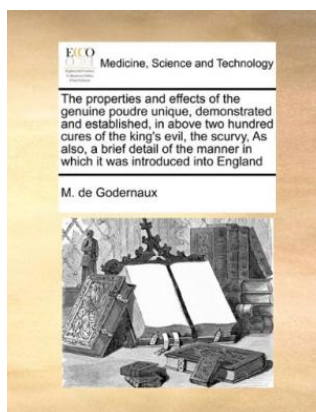 ECCO
Medicine, Science and Technology
The properties and effects of the
genuine poudre unique, demonstrated
and established, in above two hundred
cures of the king's evil, the scurvy, As
also, a brief detail of the manner in
which it was introduced into England
M. de Godernaux